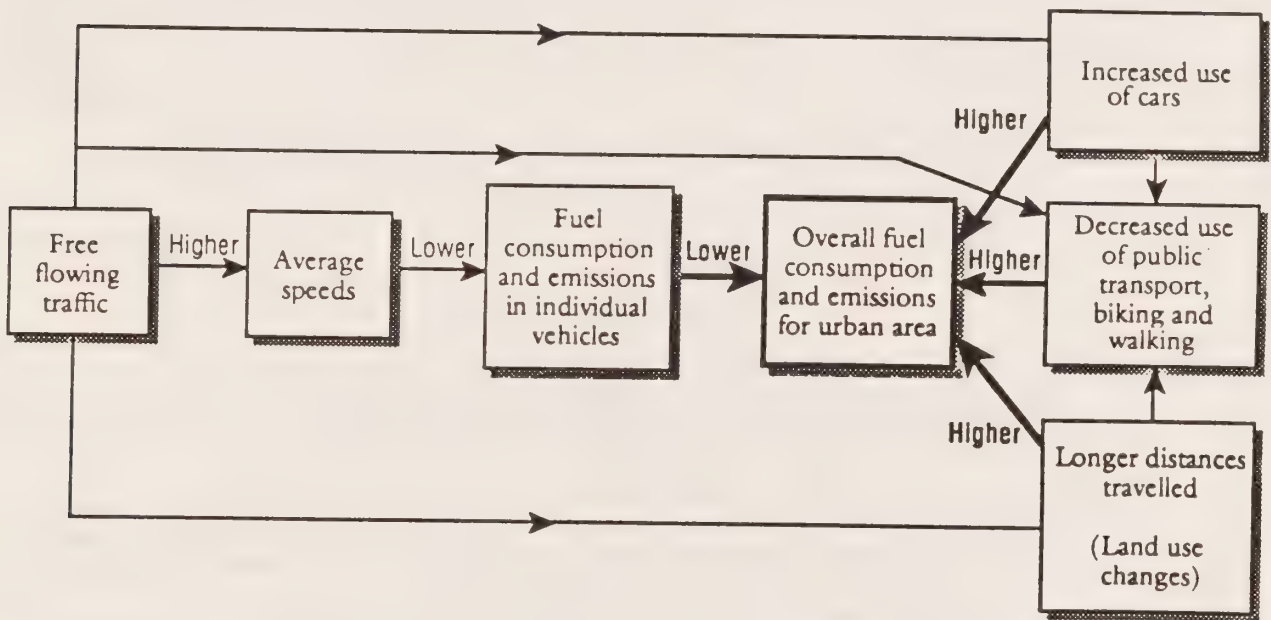 Free
flowing
traffic
Higher
Average
speeds
Lower
Fuel
consumption
and emissions
in individual
vehicles
Lower
Overall fuel
consumption
and emissions
for urban area
Higher
Higher
Higher
Increased use
of cars
Decreased use
of public
transport,
biking and
walking
Longer distances
travelled
(Land use
changes)